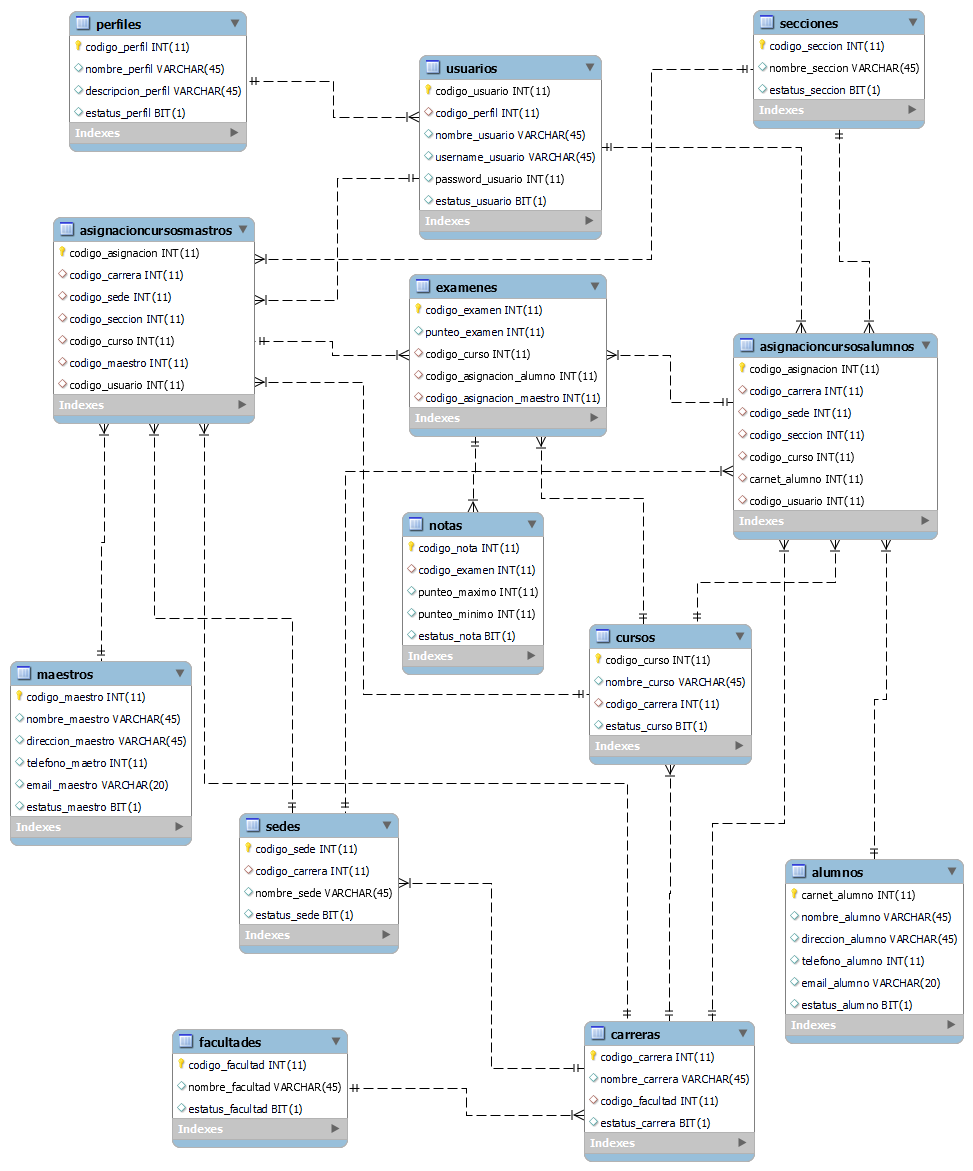 perfiles
codigo_perfil INT(11)
nombre_perfil VARCHAR(45)
descripcion_perfil VARCHAR(45)
estatus_perfil BIT(1)
Indexes
usuarios
codigo_usuario INT(11)
codigo_perfil INT(11)
nombre_usuario VARCHAR(45)
username_usuario VARCHAR(45)
password_usuario INT(11)
estatus_usuario BIT(1)
Indexes
secciones
codigo_seccion INT(11)
nombre_seccion VARCHAR(45)
estatus_seccion BIT(1)
Indexes
asignacioncursosmastros
codigo_asignacion INT(11)
codigo_carrera INT(11)
codigo_sede INT(11)
codigo_seccion INT(11)
codigo_curso INT(11)
codigo_maestro INT(11)
codigo_usuario INT(11)
Indexes
examenes
codigo_examen INT(11)
punteo_examen INT(11)
codigo_curso INT(11)
codigo_asignacion_alumno INT(11)
codigo_asignacion_maestro INT(11)
Indexes
asignacioncursosalumnos
codigo_asignacion INT(11)
codigo_carrera INT(11)
codigo_sede INT(11)
codigo_seccion INT(11)
codigo_curso INT(11)
carnet_alumno INT(11)
codigo_usuario INT(11)
Indexes
notas
codigo_nota INT(11)
codigo_examen INT(11)
punteo_maximo INT(11)
punteo_minimo INT(11)
estatus_nota BIT(1)
Indexes
cursos
codigo_curso INT(11)
nombre_curso VARCHAR(45)
codigo_carrera INT(11)
estatus_curso BIT(1)
Indexes
maestros
codigo_maestro INT(11)
nombre_maestro VARCHAR(45)
direccion_maestro VARCHAR(45)
telefono_maetro INT(11)
email_maestro VARCHAR(20)
estatus_maestro BIT(1)
Indexes
sedes
codigo_sede INT(11)
codigo_carrera INT(11)
nombre_sede VARCHAR(45)
estatus_sede BIT(1)
Indexes
alumnos
carnet_alumno INT(11)
nombre_alumno VARCHAR(45)
direccion_alumno VARCHAR(45)
telefono_alumno INT(11)
email_alumno VARCHAR(20)
estatus_alumno BIT(1)
Indexes
facultades
codigo_facultad INT(11)
nombre_facultad VARCHAR(45)
estatus_facultad BIT(1)
Indexes
carreras
codigo_carrera INT(11)
nombre_carrera VARCHAR(45)
codigo_facultad INT(11)
estatus_carrera BIT(1)
Indexes